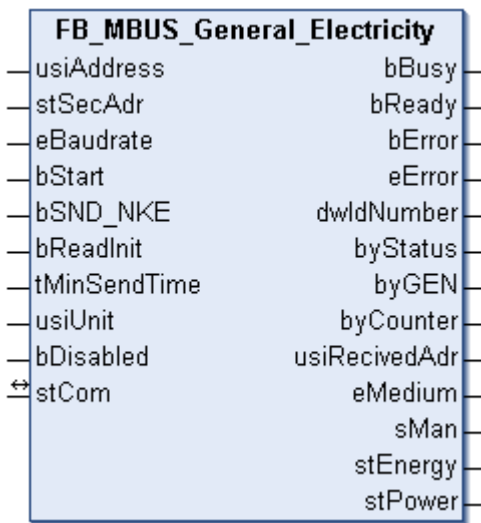 FB_MBUS_General_Electricity
usiAddress bBusy
stSecAdr bReady
eBaudrate bError
bStart eError
bSND_NKE dwIdNumber
bReadInit byStatus
tMinSendTime byGEN
usiUnit byCounter
bDisabled usiRecivedAdr
stCom eMedium
sMan
stEnergy
stPower